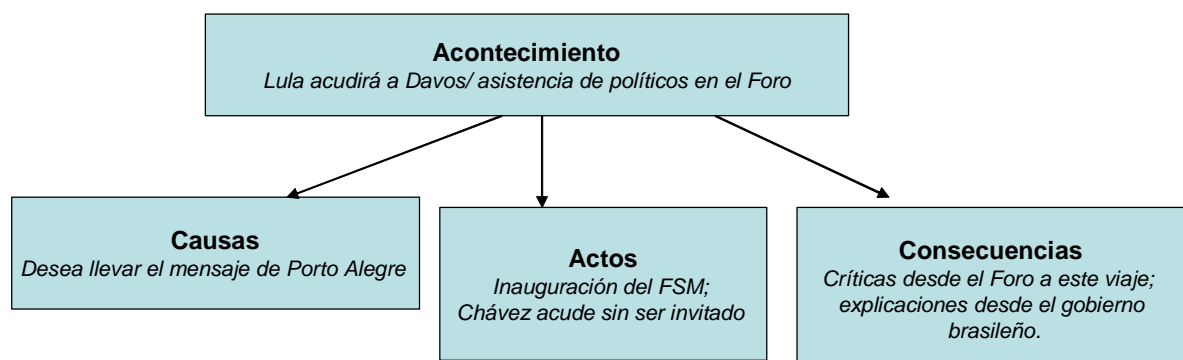 Acontecimiento
Lula acudirá a Davos/ asistencia de políticos en el Foro
Causas
Desea llevar el mensaje de Porto Alegre
Actos
Inauguración del FSM;
Chávez acude sin ser invitado
Consecuencias
Críticas desde el Foro a este viaje;
explicaciones desde el gobierno
brasileño.